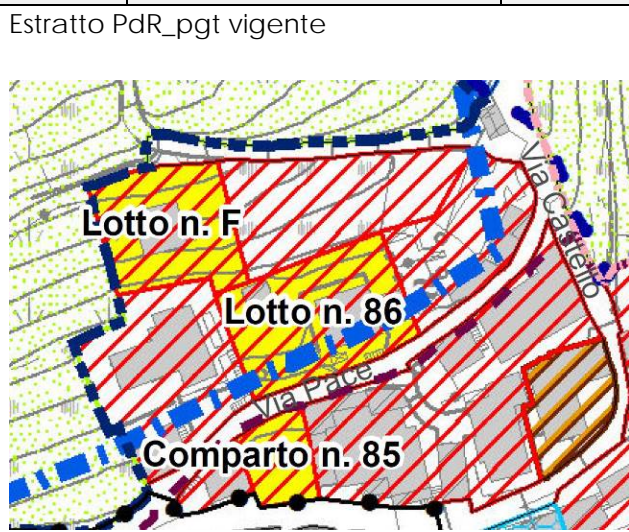 Estratto PdR_pgt vigente
Lotto n. F
Via Castello
Lotto n. 86
Via Pace
Comparto n. 85